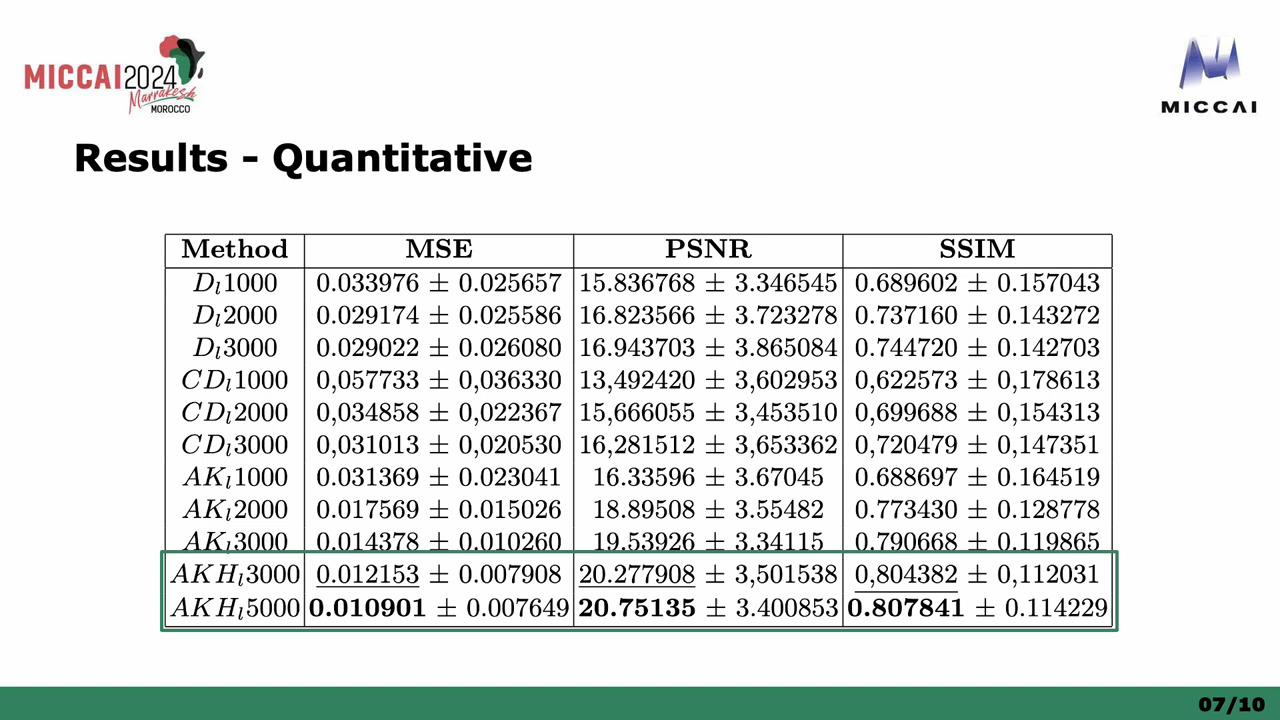 MICCAI2024
Marrakesh
MOROCCO
MICCAI
Results - Quantitative
Method MSE PSNR SSIM
D_l1000 0.033976 ± 0.025657 15.836768 ± 3.346545 0.689602 ± 0.157043
D_l2000 0.029174 ± 0.025586 16.823566 ± 3.723278 0.737160 ± 0.143272
D_l3000 0.029022 ± 0.026080 16.943703 ± 3.865084 0.744720 ± 0.142703
CD_l1000 0,057733 ± 0,036330 13,492420 ± 3,602953 0,622573 ± 0,178613
CD_l2000 0,034858 ± 0,022367 15,666055 ± 3,453510 0,699688 ± 0,154313
CD_l3000 0,031013 ± 0,020530 16,281512 ± 3,653362 0,720479 ± 0,147351
AK_l1000 0.031369 ± 0.023041 16.33596 ± 3.67045 0.688697 ± 0.164519
AK_l2000 0.017569 ± 0.015026 18.89508 ± 3.55482 0.773430 ± 0.128778
AK_l3000 0.014378 ± 0.010260 19.53926 ± 3.34115 0.790668 ± 0.119865
AKH_l3000 0.012153 ± 0.007908 20.277908 ± 3,501538 0,804382 ± 0,112031
AKH_l5000 0.010901 ± 0.007649 20.75135 ± 3.400853 0.807841 ± 0.114229
07/10